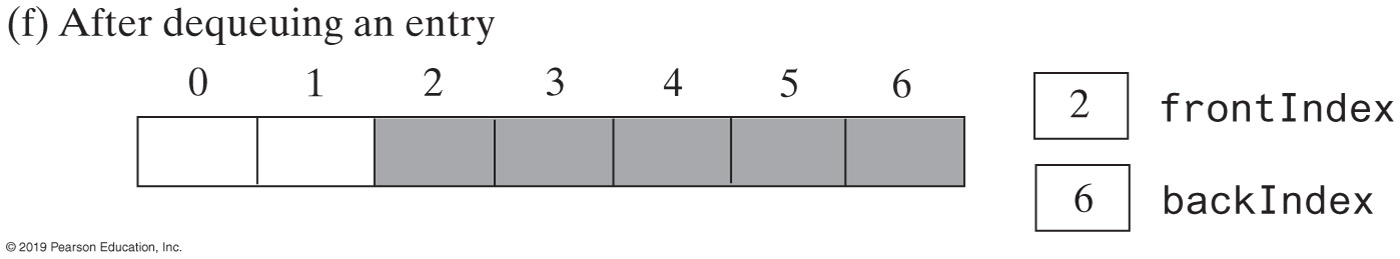 (f) After dequeuing an entry
0 1 2 3 4 5 6
2 frontIndex
6 backIndex
© 2019 Pearson Education, Inc.